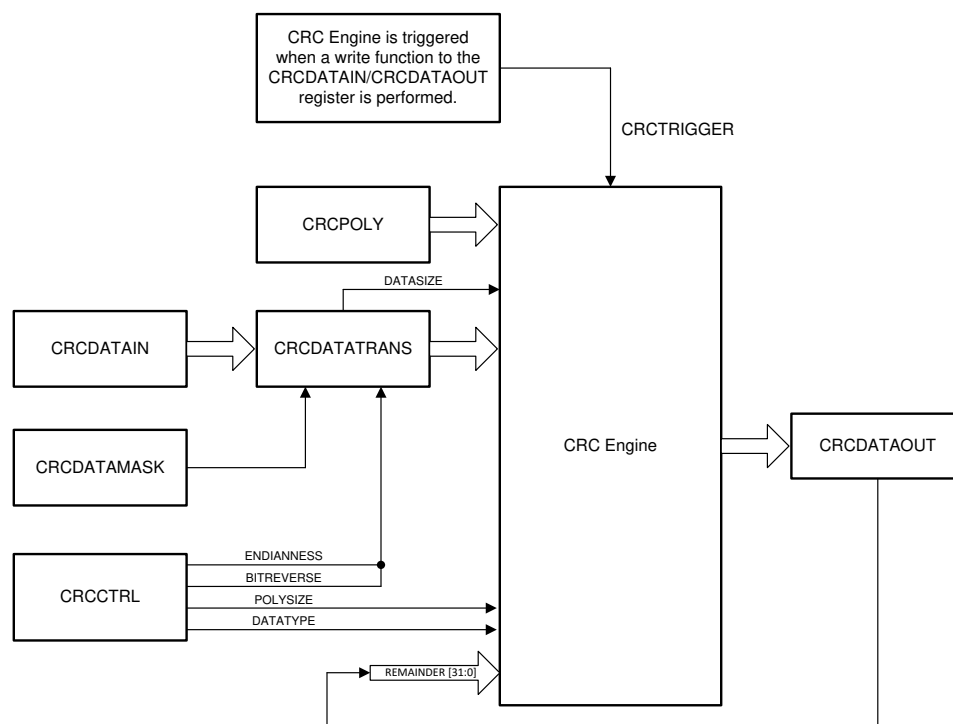 CRC Engine is triggered
when a write function to the
CRCDATAIN/CRCDATAOUT
register is performed.
CRCTRIGGER
CRCPOLY
DATASIZE
CRCDATAIN
CRCDATATRANS
CRCDATAMASK
CRC Engine
CRCDATAOUT
CRCCTRL
ENDIANNESS
BITREVERSE
POLYSIZE
DATATYPE
REMAINDER [31:0]